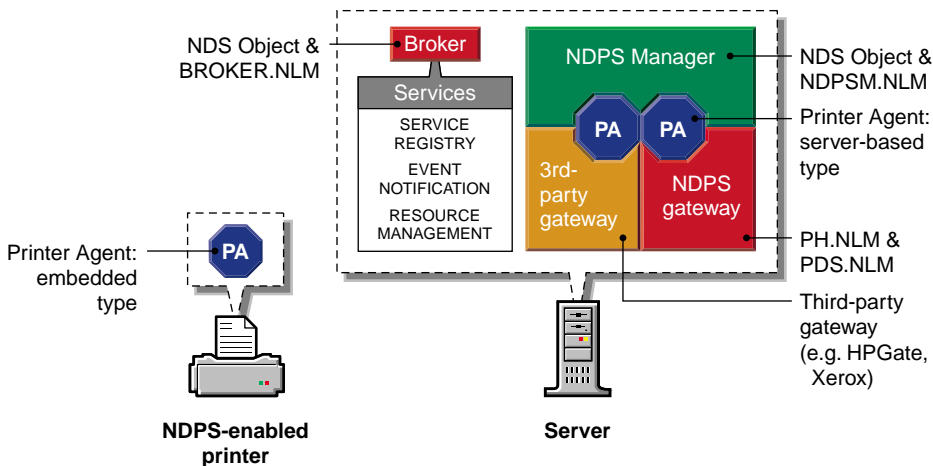 NDS Object &
BROKER.NLM
Broker
Services
SERVICE
REGISTRY
EVENT
NOTIFICATION
RESOURCE
MANAGEMENT
NDPS Manager
PA
PA
3rd-
party
gateway
NDPS
gateway
NDS Object &
NDPSM.NLM
Printer Agent:
server-based
type
PH.NLM &
PDS.NLM
Third-party
gateway
(e.g. HPGate,
Xerox)
Printer Agent:
embedded
type
PA
NDPS-enabled
printer
Server